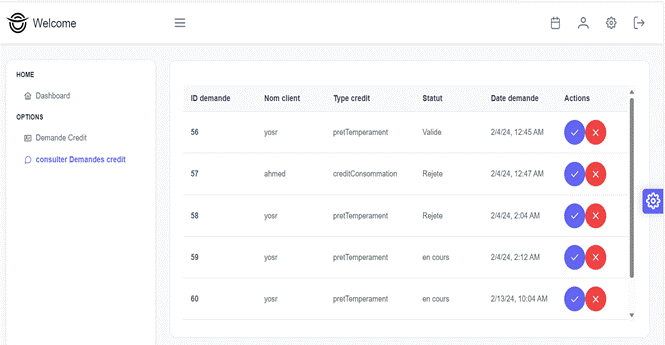 Welcome
HOME
Dashboard
OPTIONS
Demande Credit
consulter Demandes credit
ID demande Nom client Type credit Statut Date demande Actions
56 yosr pretTemperament Valide 2/4/24, 12:45 AM
57 ahmed creditConsommation Rejete 2/4/24, 12:47 AM
58 yosr pretTemperament Rejete 2/4/24, 2:04 AM
59 yosr pretTemperament en cours 2/4/24, 2:12 AM
60 yosr pretTemperament en cours 2/13/24, 10:04 AM